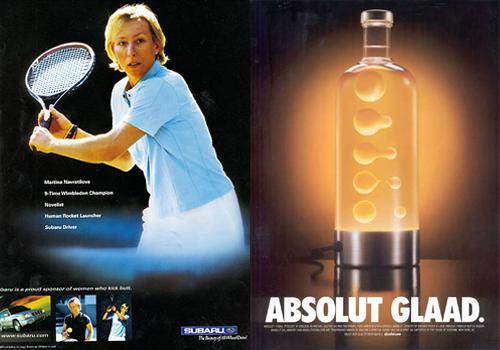 Martina Navratilova
9-Time Wimbledon Champion
Novelist
Human Rocket Launcher
Subaru Driver
Subaru is a proud sponsor of women who kick butt.
www.subaru.com
SUBARU
The Beauty of All-Wheel Drive.
ABSOLUT GLAAD.